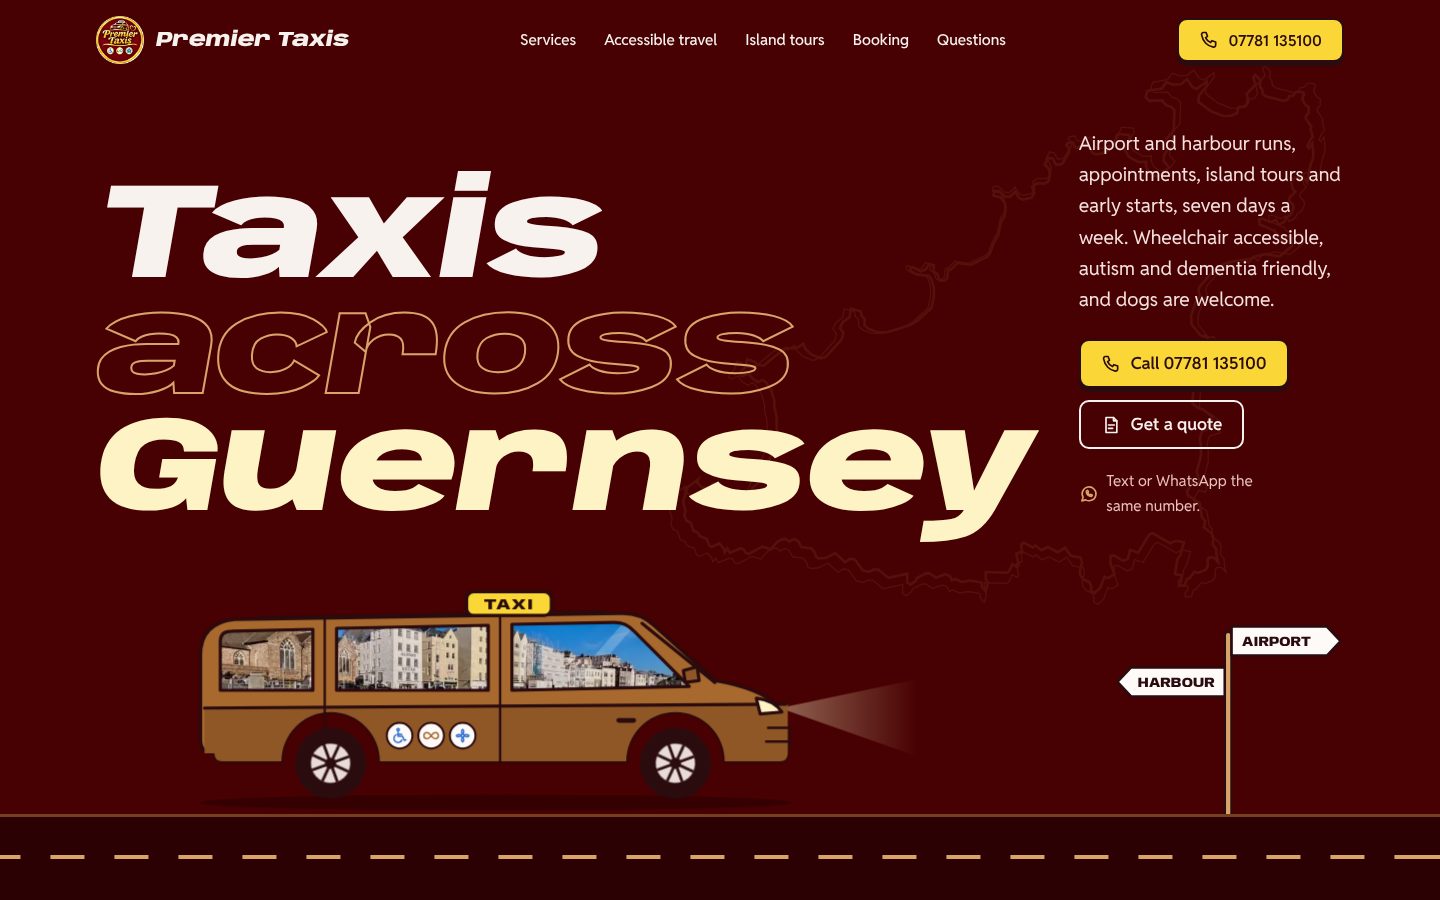 Premier Taxis
Premier Taxis
Services
Accessible travel
Island tours
Booking
Questions
07781 135100
Taxis
across
Guernsey
Airport and harbour runs,
appointments, island tours and
early starts, seven days a
week. Wheelchair accessible,
autism and dementia friendly,
and dogs are welcome.
Call 07781 135100
Get a quote
Text or WhatsApp the
same number.
TAXI
AIRPORT
HARBOUR